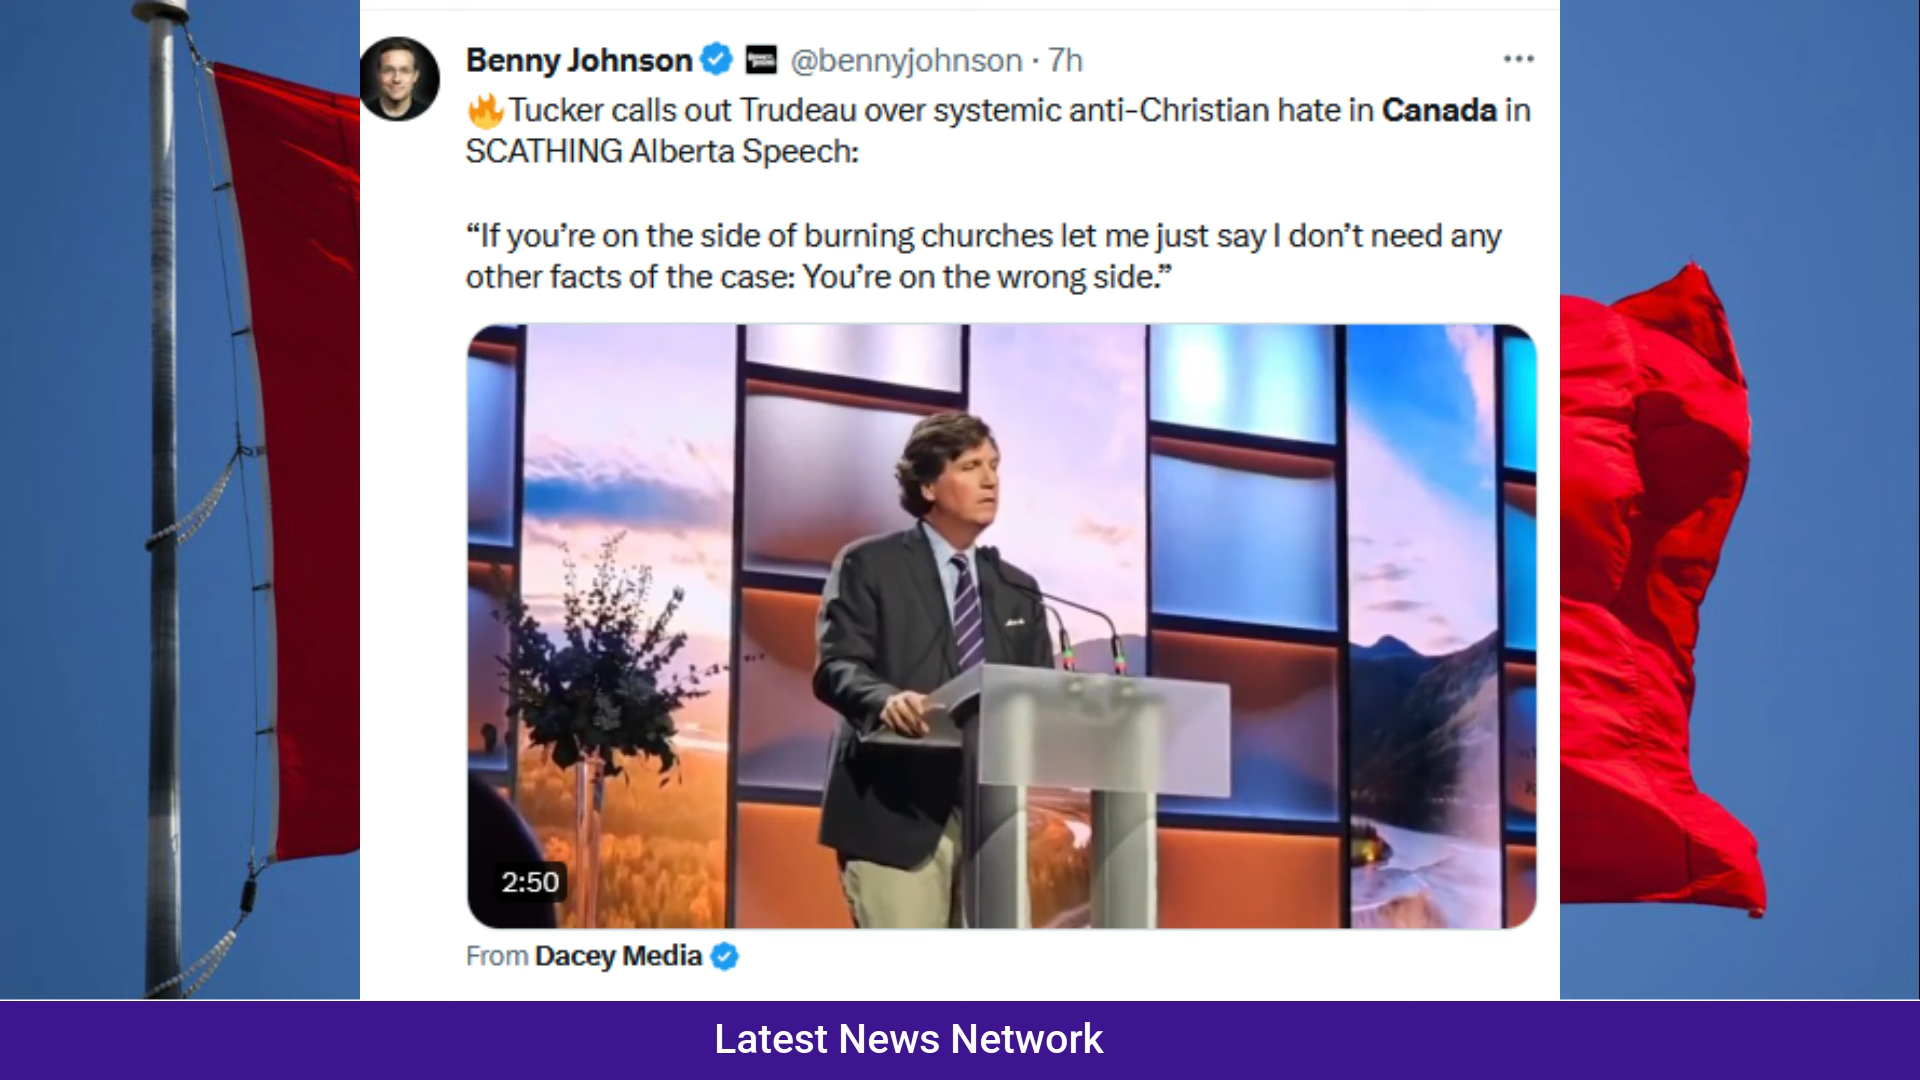 Benny Johnson @bennyjohnson · 7h
🔥Tucker calls out Trudeau over systemic anti-Christian hate in Canada in
SCATHING Alberta Speech:
“If you’re on the side of burning churches let me just say I don’t need any
other facts of the case: You’re on the wrong side.”
2:50
From Dacey Media
Latest News Network